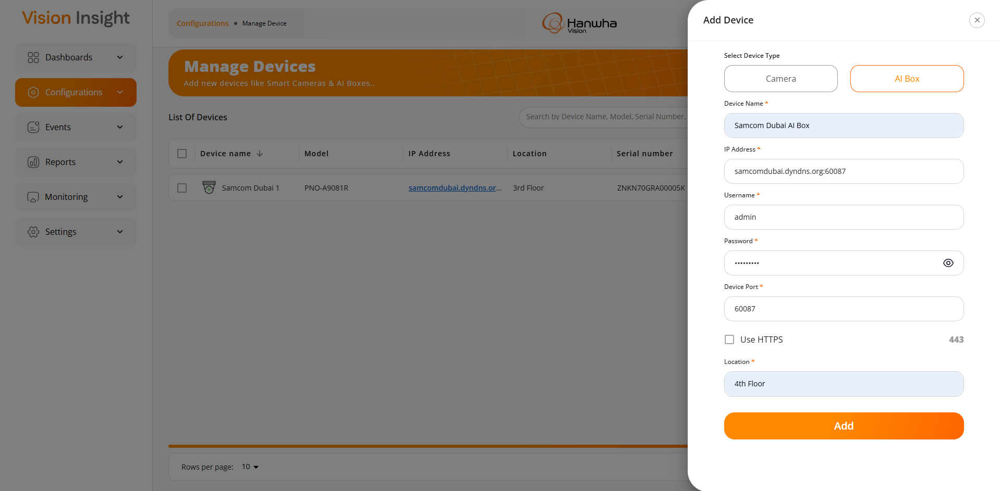 Vision Insight
Dashboards
Configurations
Events
Reports
Monitoring
Settings
Configurations • Manage Device
Hanwha
Vision
Manage Devices
Add new devices like Smart Cameras & AI Boxes..
List Of Devices
Search by Device Name, Model, Serial Number,
Device name Model IP Address Location Serial number
Samcom Dubai 1 PNO-A9081R samcomdubai.dyndns.or... 3rd Floor ZNKN70GRA00005K
Rows per page: 10
Add Device
Select Device Type
Camera AI Box
Device Name *
Samcom Dubai AI Box
IP Address *
samcomdubai.dyndns.org:60087
Username *
admin
Password *
•••••••••
Device Port *
60087
Use HTTPS 443
Location *
4th Floor
Add